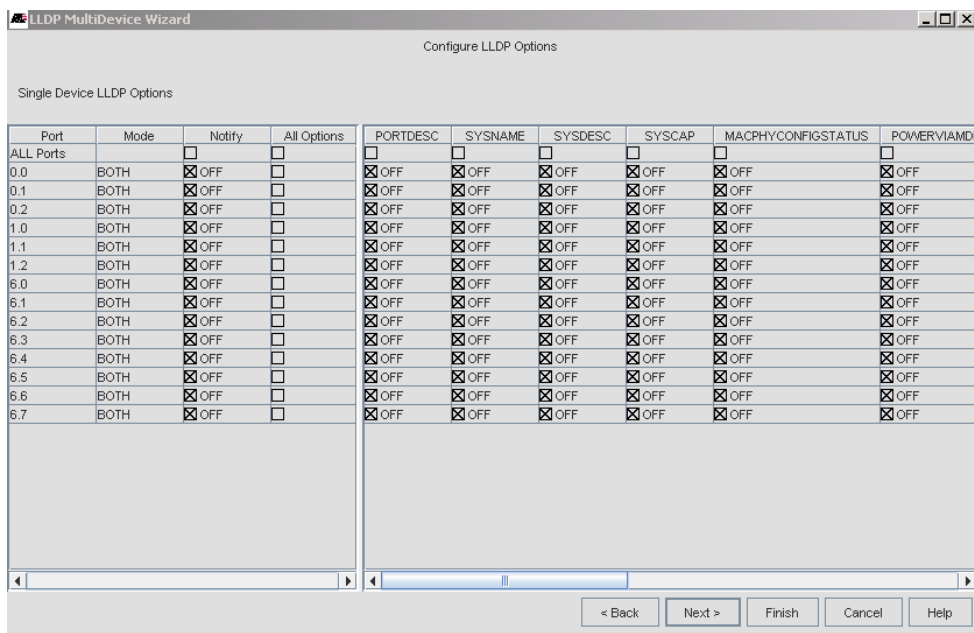 LLDP MultiDevice Wizard
Configure LLDP Options
Single Device LLDP Options
Port Mode Notify All Options PORTDESC SYSNAME SYSDESC SYSCAP MACPHYCONFIGSTATUS POWERVIAMD
ALL Ports
0.0 BOTH OFF OFF OFF OFF OFF OFF OFF
0.1 BOTH OFF OFF OFF OFF OFF OFF OFF
0.2 BOTH OFF OFF OFF OFF OFF OFF OFF
1.0 BOTH OFF OFF OFF OFF OFF OFF OFF
1.1 BOTH OFF OFF OFF OFF OFF OFF OFF
1.2 BOTH OFF OFF OFF OFF OFF OFF OFF
6.0 BOTH OFF OFF OFF OFF OFF OFF OFF
6.1 BOTH OFF OFF OFF OFF OFF OFF OFF
6.2 BOTH OFF OFF OFF OFF OFF OFF OFF
6.3 BOTH OFF OFF OFF OFF OFF OFF OFF
6.4 BOTH OFF OFF OFF OFF OFF OFF OFF
6.5 BOTH OFF OFF OFF OFF OFF OFF OFF
6.6 BOTH OFF OFF OFF OFF OFF OFF OFF
6.7 BOTH OFF OFF OFF OFF OFF OFF OFF
< Back Next > Finish Cancel Help